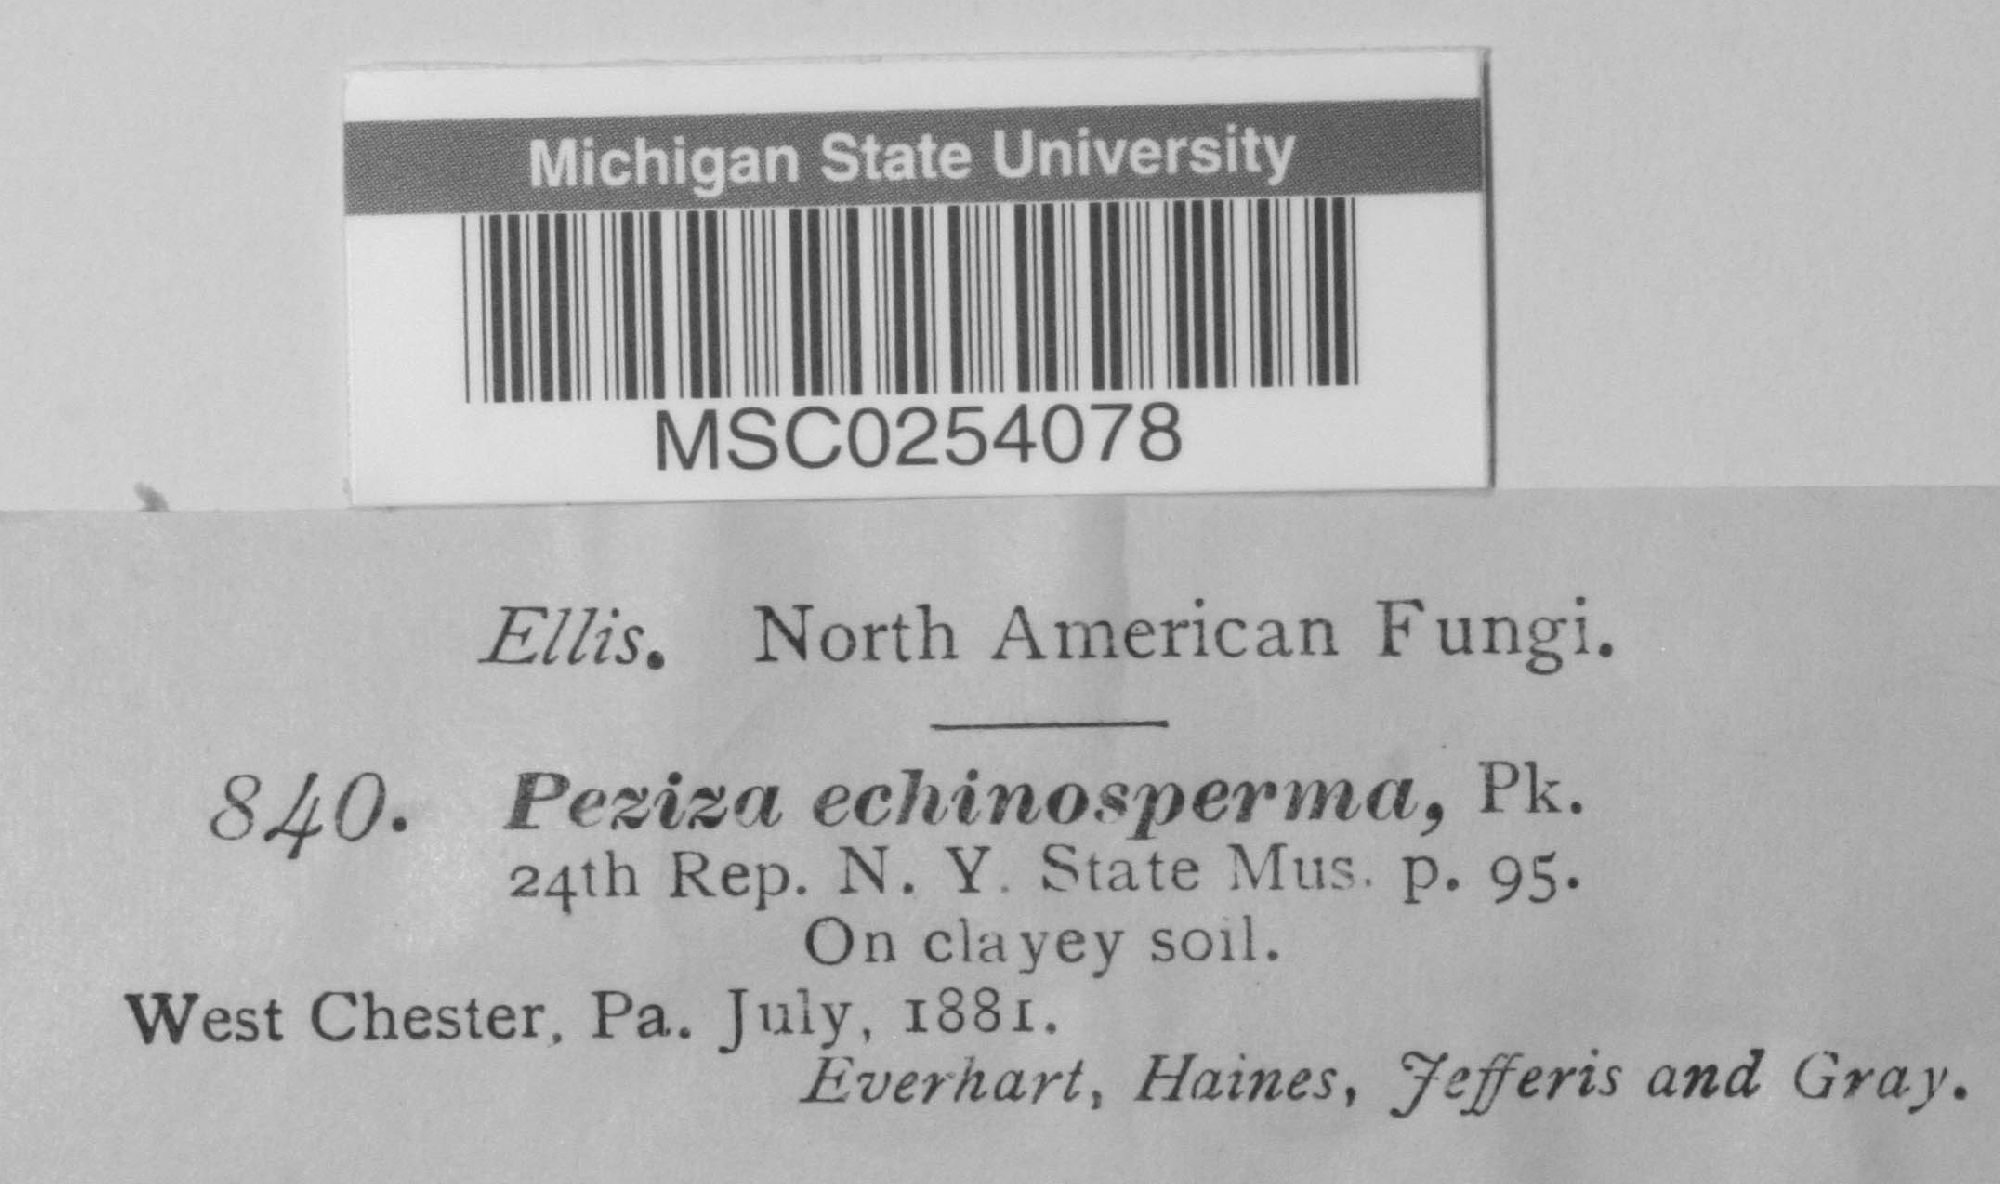 Michigan State University
MSC0254078
Ellis. North American Fungi.
840. Peziza echinosperma, Pk.
24th Rep. N. Y. State Mus. p. 95.
On clayey soil.
West Chester, Pa. July, 1881.
Everhart, Haines, Jefferis and Gray.